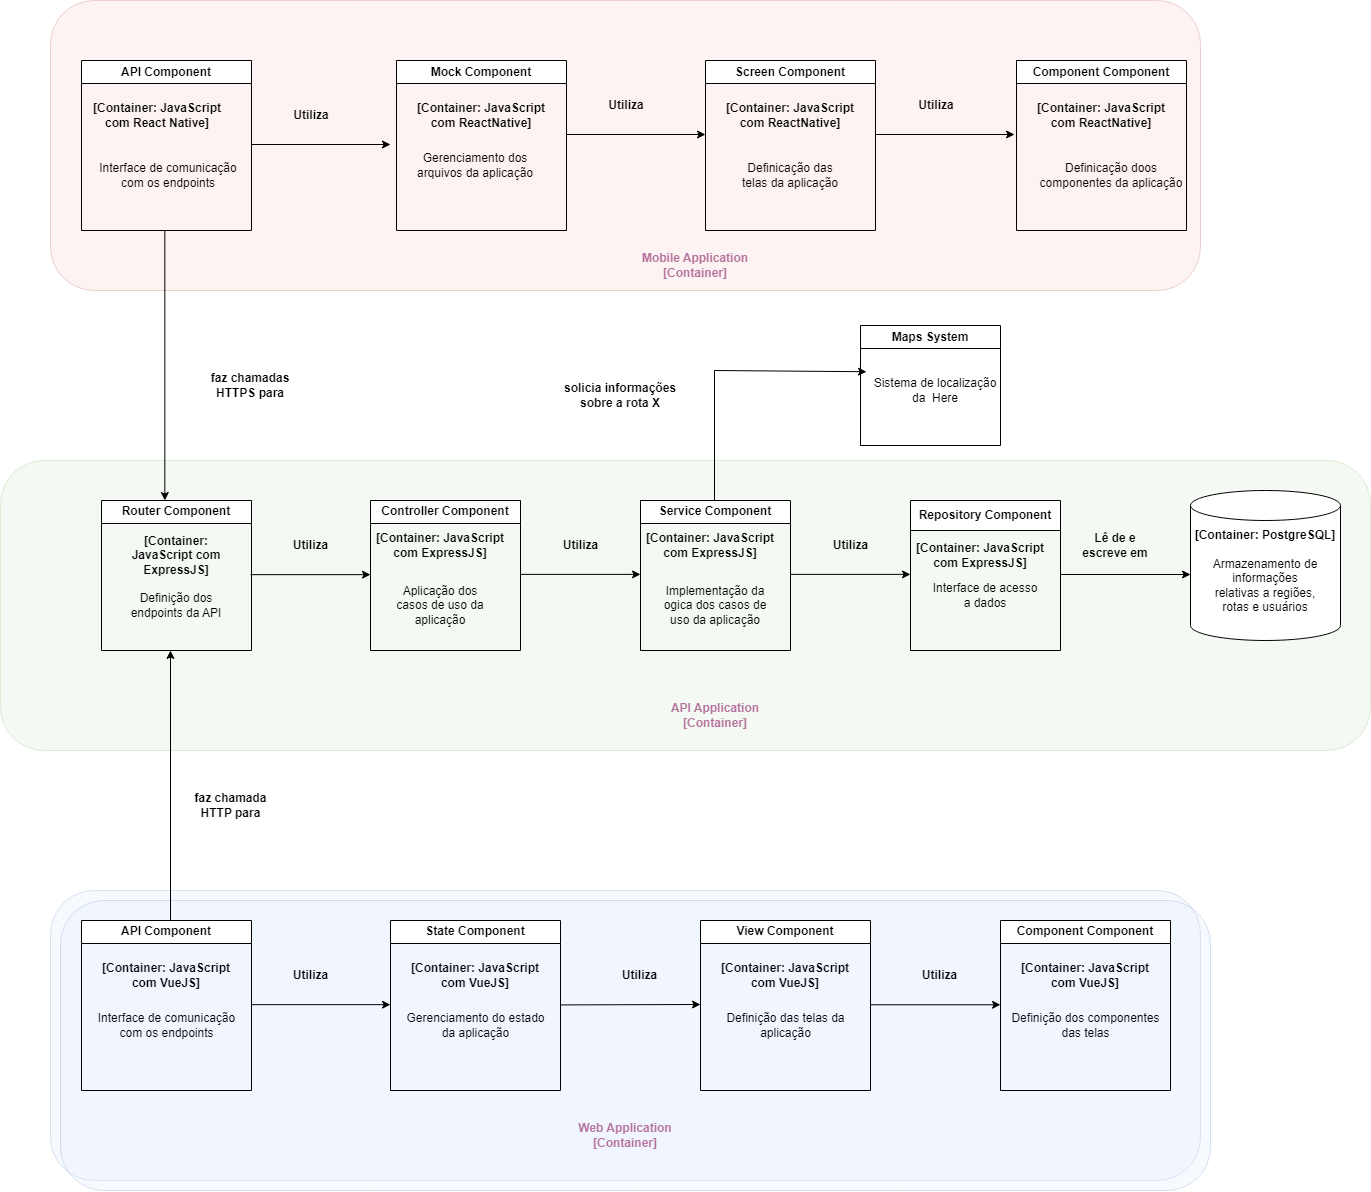 API Component
[Container: JavaScript
com React Native]
Interface de comunicação
com os endpoints
Utiliza
Mock Component
[Container: JavaScript
com ReactNative]
Gerenciamento dos
arquivos da aplicação
Utiliza
Screen Component
[Container: JavaScript
com ReactNative]
Definicação das
telas da aplicação
Utiliza
Component Component
[Container: JavaScript
com ReactNative]
Definicação doos
componentes da aplicação
Mobile Application
[Container]
faz chamadas
HTTPS para
solicia informações
sobre a rota X
Maps System
Sistema de localização
da Here
Router Component
[Container:
JavaScript com
ExpressJS]
Definição dos
endpoints da API
Utiliza
Controller Component
[Container: JavaScript
com ExpressJS]
Aplicação dos
casos de uso da
aplicação
Utiliza
Service Component
[Container: JavaScript
com ExpressJS]
Implementação da
ogica dos casos de
uso da aplicação
Utiliza
Repository Component
[Container: JavaScript
com ExpressJS]
Interface de acesso
a dados
Lê de e
escreve em
[Container: PostgreSQL]
Armazenamento de
informações
relativas a regiões,
rotas e usuários
API Application
[Container]
faz chamada
HTTP para
API Component
[Container: JavaScript
com VueJS]
Interface de comunicação
com os endpoints
Utiliza
State Component
[Container: JavaScript
com VueJS]
Gerenciamento do estado
da aplicação
Utiliza
View Component
[Container: JavaScript
com VueJS]
Definição das telas da
aplicação
Utiliza
Component Component
[Container: JavaScript
com VueJS]
Definição dos componentes
das telas
Web Application
[Container]